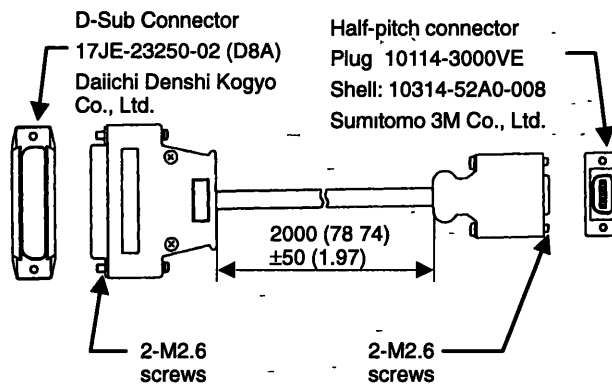 D-Sub Connector
17JE-23250-02 (D8A)
Daiichi Denshi Kogyo
Co., Ltd.
Half-pitch connector
Plug 10114-3000VE
Shell: 10314-52A0-008
Sumitomo 3M Co., Ltd.
2000 (78 74)
±50 (1.97)
2-M2.6
screws
2-M2.6
screws